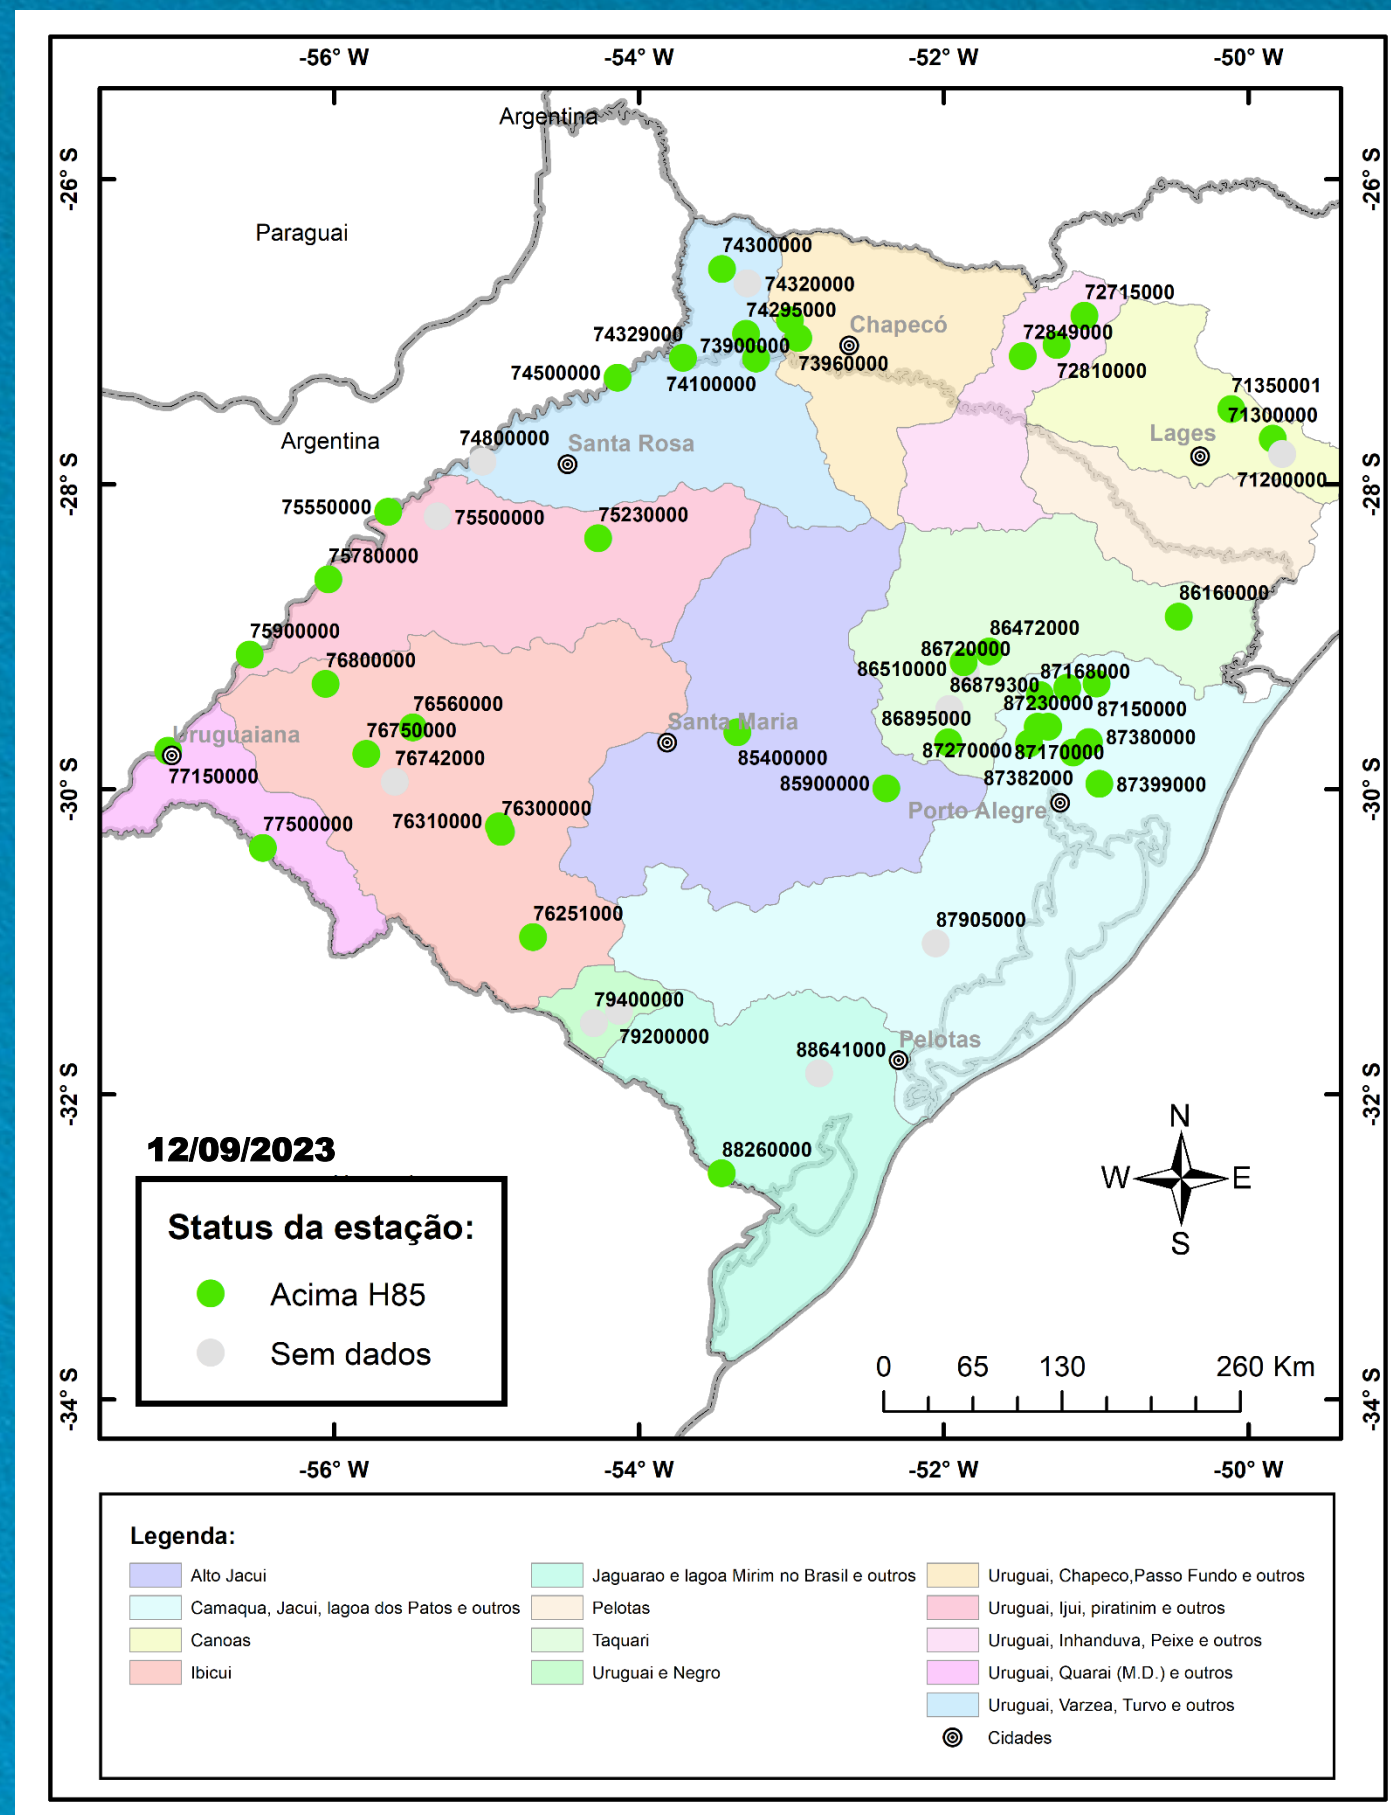 -56° W
-54° W
-52° W
-50° W
Argentina
-26° S
-26° S
Paraguai
74300000
74320000
72715000
74295000
Chapecó
74329000
73900000
72849000
73960000
74500000
74100000
72810000
71350001
71300000
Argentina
74800000
Santa Rosa
Lages
-28° S
71200000
-28° S
75550000
75500000
75230000
75780000
86160000
75900000
86472000
86720000
76800000
86510000
87168000
86879300
76560000
87230000
87150000
86895000
Santa Maria
Uruguaiana
76750000
87380000
76742000
87270000
87170000
85400000
77150000
87382000
-30° S
85900000
87399000
-30° S
76300000
Porto Alegre
76310000
77500000
76251000
87905000
79400000
79200000
Pelotas
88641000
-32° S
-32° S
N
12/09/2023
88260000
W
E
S
Status da estação:
Acima H85
Sem dados
0
65
130
260 Km
-34° S
-34° S
-56° W
-54° W
-52° W
-50° W
Legenda:
Alto Jacui
Camaqua, Jacui, lagoa dos Patos e outros
Canoas
Ibicui
Jaguarao e lagoa Mirim no Brasil e outros
Pelotas
Taquari
Uruguai e Negro
Uruguai, Chapeco,Passo Fundo e outros
Uruguai, Ijui, piratinim e outros
Uruguai, Inhanduva, Peixe e outros
Uruguai, Quarai (M.D.) e outros
Uruguai, Varzea, Turvo e outros
Cidades